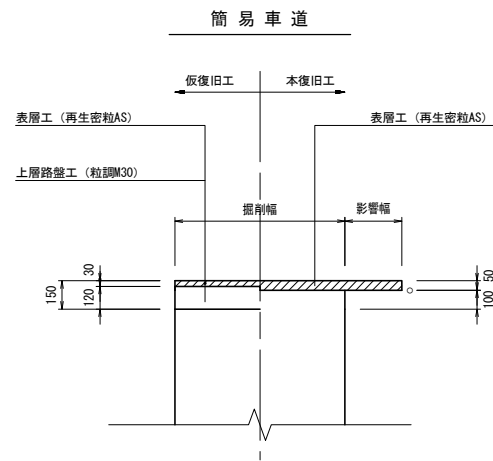 簡易車道
仮復旧工
本復旧工
表層工（再生密粒AS）
表層工（再生密粒AS）
上層路盤工（粒調M30）
掘削幅
影響幅
30
50
150
120
100